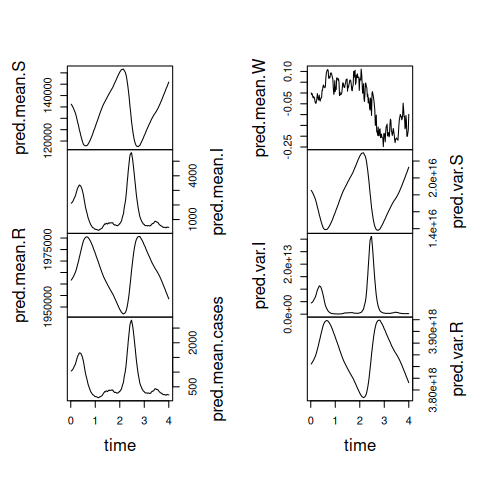 pred.mean.S
120000
140000
pred.mean.I
1000
4000
pred.mean.R
1950000
1975000
pred.mean.cases
500
2000
0
1
2
3
4
time
pred.mean.W
-0.25
-0.05
0.10
pred.var.S
1.4e+16
2.0e+16
pred.var.I
0.0e+00
2.0e+13
pred.var.R
3.80e+18
3.90e+18
0
1
2
3
4
time